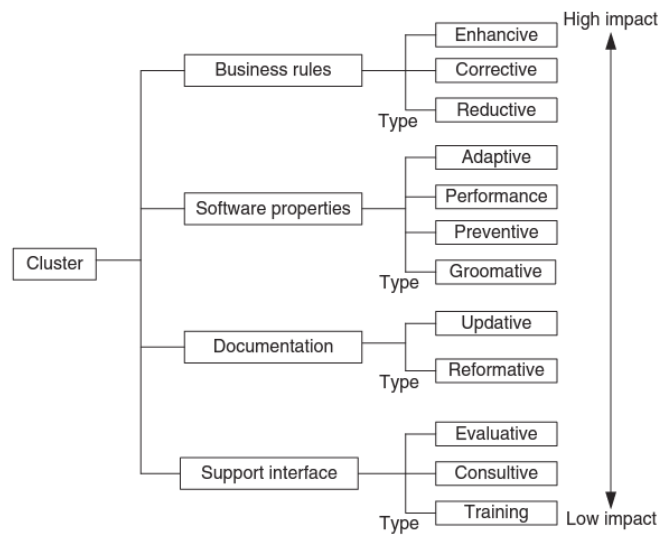 High impact
Enhancive
Business rules
Corrective
Reductive
Type
Adaptive
Software properties
Performance
Preventive
Groomative
Type
Cluster
Updative
Documentation
Reformative
Type
Evaluative
Support interface
Consultive
Training
Type
Low impact